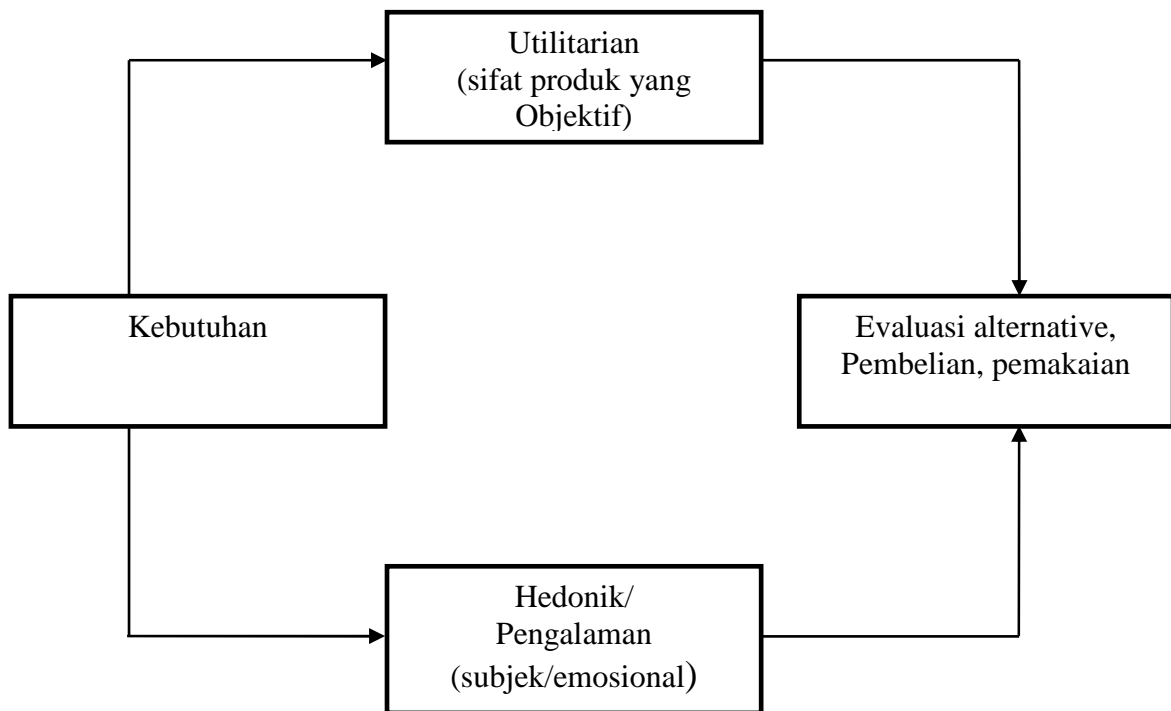 Utilitarian
(sifat produk yang
Objektif)
Kebutuhan
Evaluasi alternative,
Pembelian, pemakaian
Hedonik/
Pengalaman
(subjek/emosional)